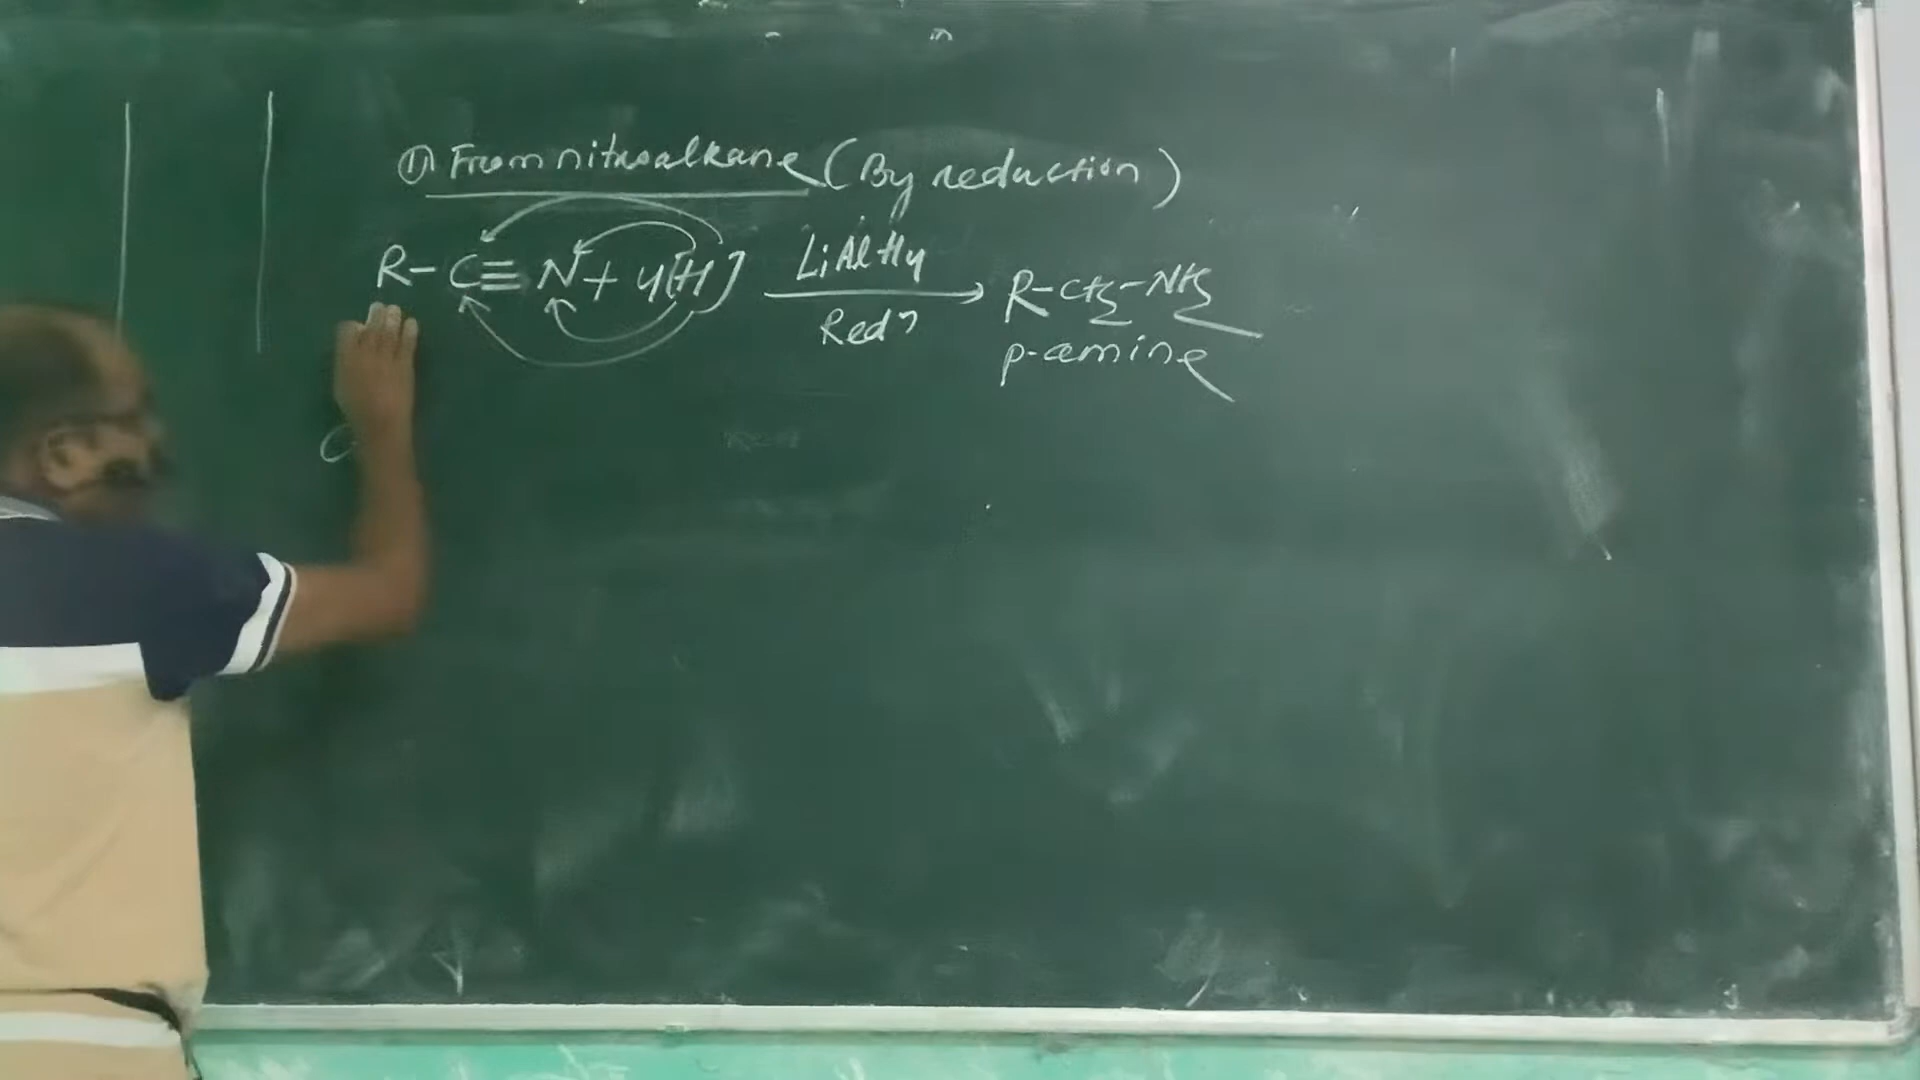 ① From nitroalkane (By reduction)
R-C≡N + 4[H] LiAlH4 Redn R-CH2-NH2
p-amine